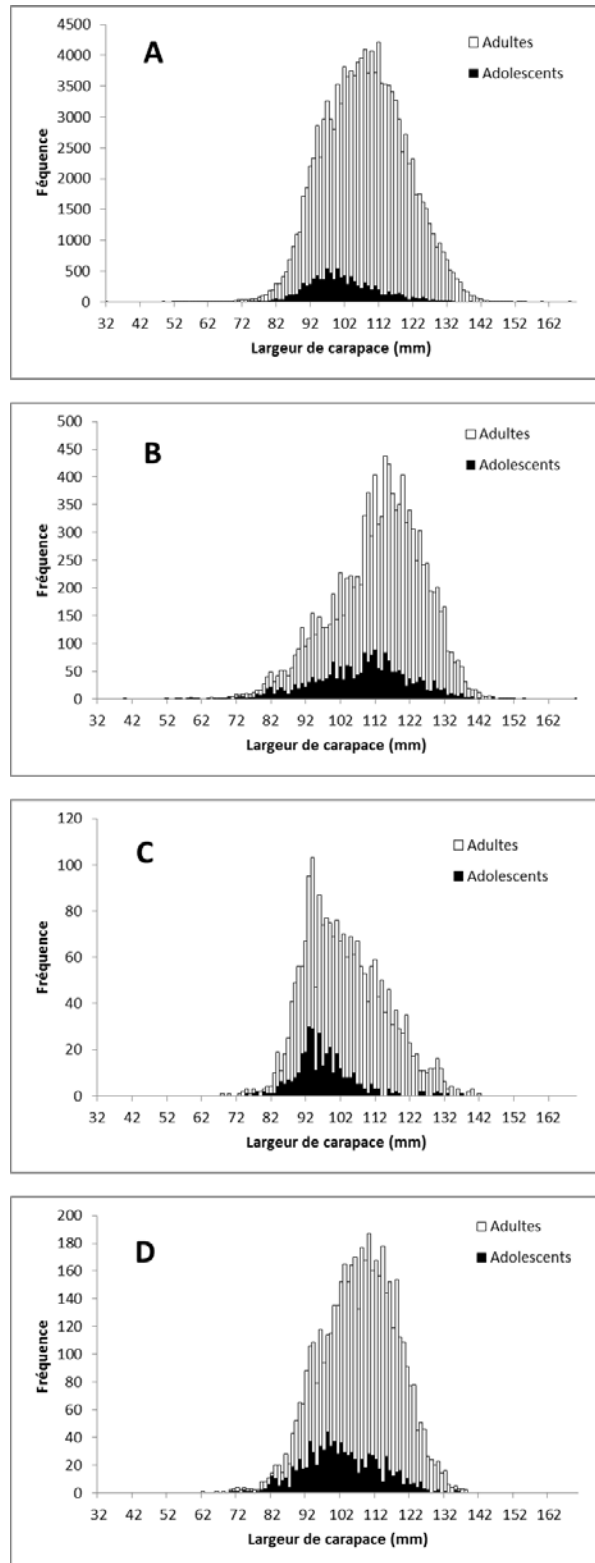 A
Adultes
Adolescents
4500
4000
3500
3000
2500
2000
1500
1000
500
0
Féquence
32 42 52 62 72 82 92 102 112 122 132 142 152 162
Largeur de carapace (mm)
B
Adultes
Adolescents
500
450
400
350
300
250
200
150
100
50
0
Fréquence
32 42 52 62 72 82 92 102 112 122 132 142 152 162
Largeur de carapace (mm)
C
Adultes
Adolescents
120
100
80
60
40
20
0
Fréquence
32 42 52 62 72 82 92 102 112 122 132 142 152 162
Largeur de carapace (mm)
D
Adultes
Adolescents
200
180
160
140
120
100
80
60
40
20
0
Fréquence
32 42 52 62 72 82 92 102 112 122 132 142 152 162
Largeur de carapace (mm)